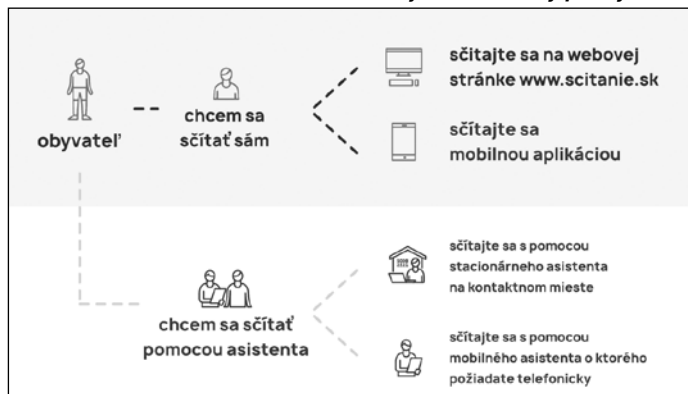 obyvateľ
chcem sa
sčítať sám
sčitajte sa na webovej
stránke www.scitanie.sk
sčítajte sa
mobilnou aplikáciou
chcem sa sčítať
pomocou asistenta
sčítajte sa s pomocou
stacionárneho asistenta
na kontaktnom mieste
sčítajte sa s pomocou
mobilného asistenta o ktorého
požiadate telefonicky